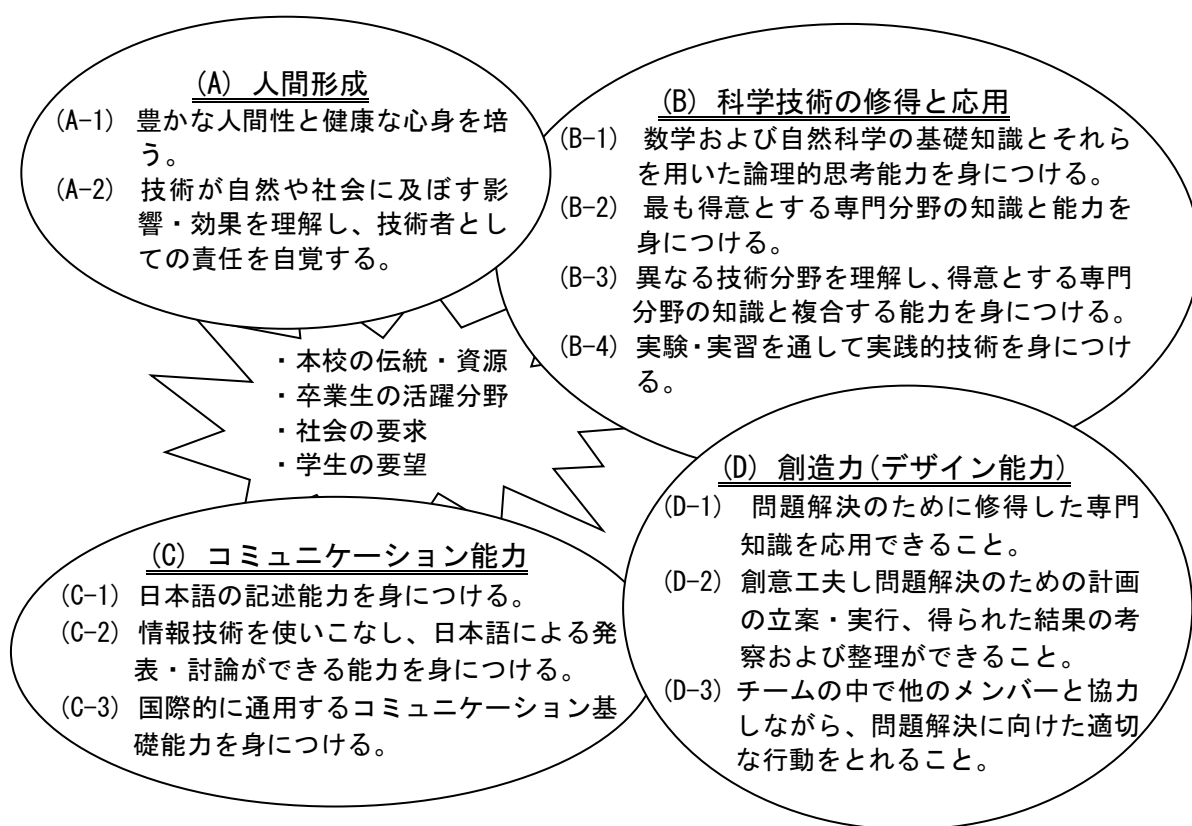 (A) 人間形成
(A-1) 豊かな人間性と健康な心身を培
う。
(A-2) 技術が自然や社会に及ぼす影
響・効果を理解し、技術者とし
ての責任を自覚する。
(B) 科学技術の修得と応用
(B-1) 数学および自然科学の基礎知識とそれら
を用いた論理的思考能力を身につける。
(B-2) 最も得意とする専門分野の知識と能力を
身につける。
(B-3) 異なる技術分野を理解し、得意とする専門
分野の知識と複合する能力を身につける。
(B-4) 実験・実習を通して実践的技術を身につけ
る。
・本校の伝統・資源
・卒業生の活躍分野
・社会の要求
・学生の要望
(C) コミュニケーション能力
(C-1) 日本語の記述能力を身につける。
(C-2) 情報技術を使いこなし、日本語による発
表・討論ができる能力を身につける。
(C-3) 国際的に通用するコミュニケーション基
礎能力を身につける。
(D) 創造力(デザイン能力)
(D-1) 問題解決のために修得した専門
知識を応用できること。
(D-2) 創意工夫し問題解決のための計画
の立案・実行、得られた結果の考
察および整理ができること。
(D-3) チームの中で他のメンバーと協力
しながら、問題解決に向けた適切
な行動をとれること。